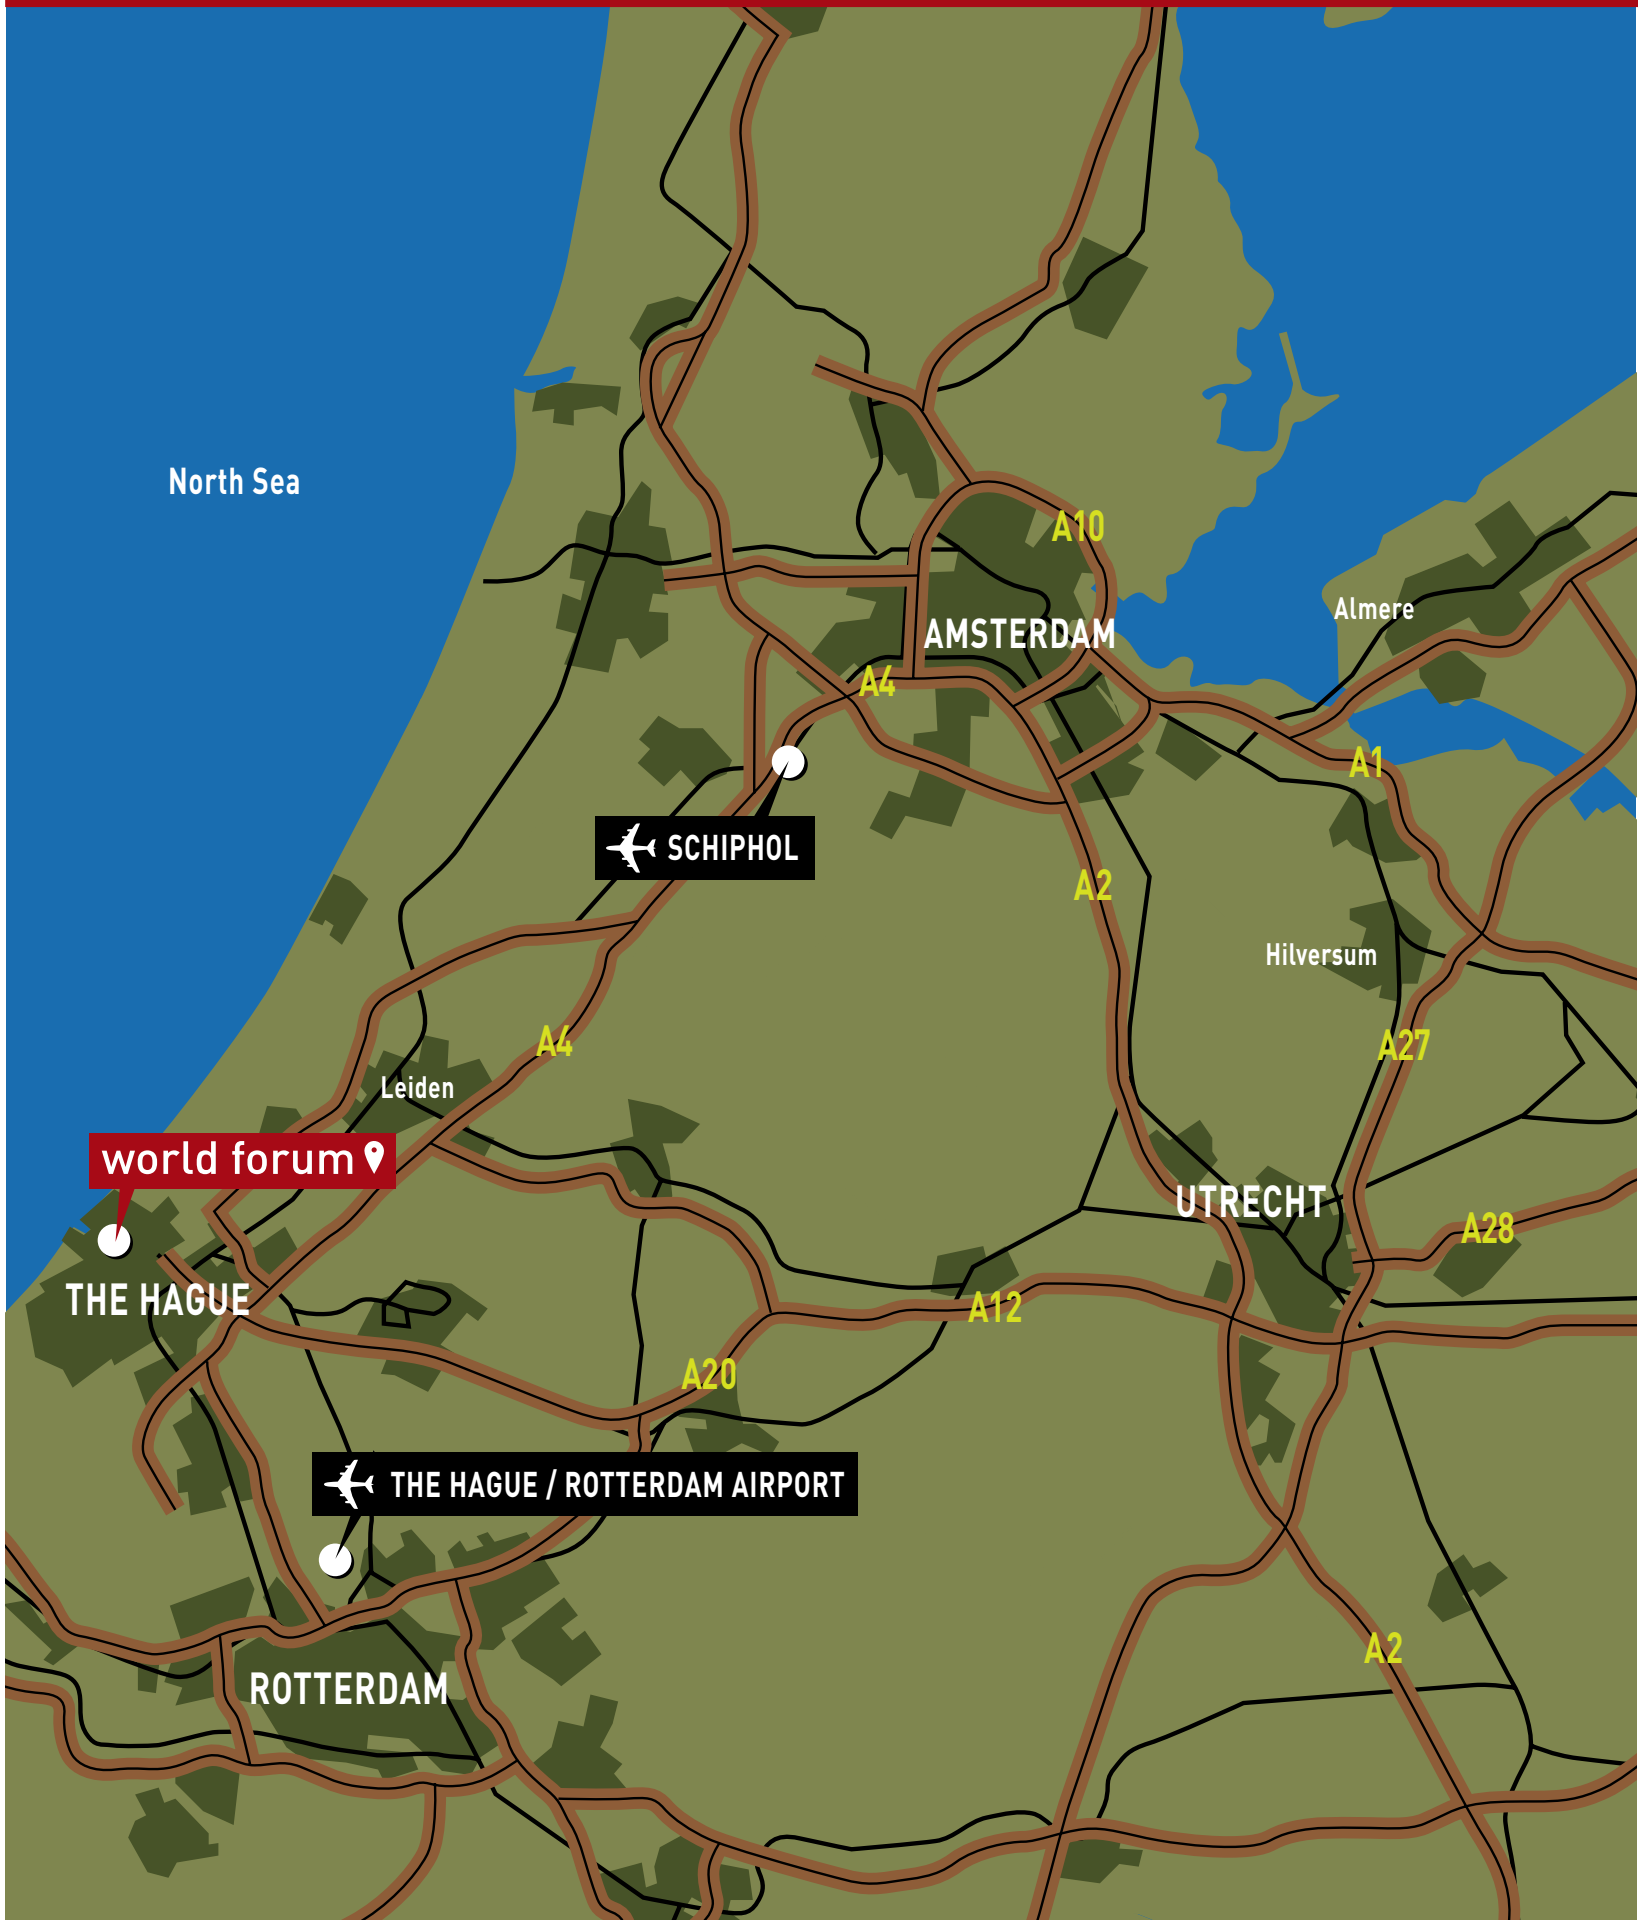 North Sea
A10
Almere
AMSTERDAM
A4
A1
SCHIPHOL
A2
Hilversum
A4
A27
Leiden
world forum
UTRECHT
A28
THE HAGUE
A12
A20
THE HAGUE / ROTTERDAM AIRPORT
A2
ROTTERDAM